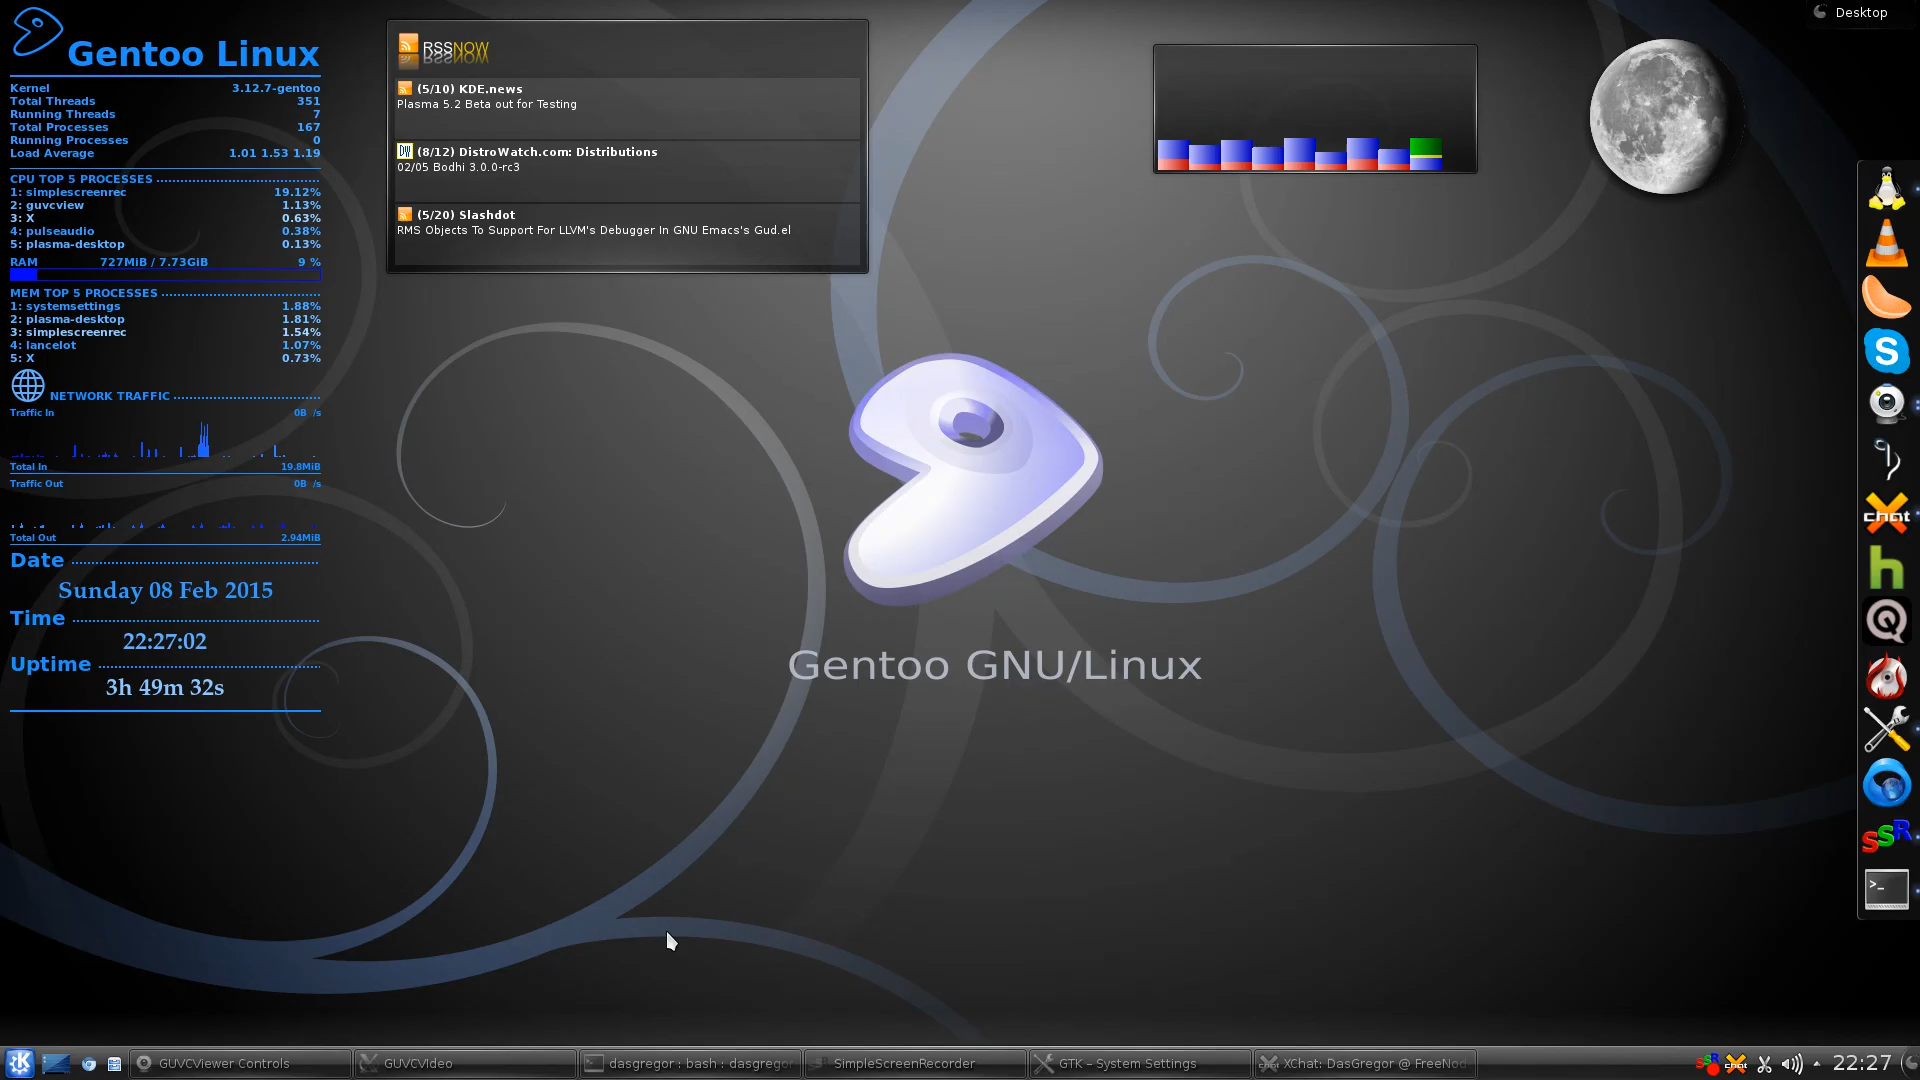 Gentoo Linux
Kernel 3.12.7-gentoo
Total Threads 351
Running Threads 7
Total Processes 167
Running Processes 0
Load Average 1.01 1.53 1.19
CPU TOP 5 PROCESSES
1: simplescreenrec 19.12%
2: guvcview 1.13%
3: X 0.63%
4: pulseaudio 0.38%
5: plasma-desktop 0.13%
RAM 727MiB / 7.73GiB 9 %
MEM TOP 5 PROCESSES
1: systemsettings 1.88%
2: plasma-desktop 1.81%
3: simplescreenrec 1.54%
4: lancelot 1.07%
5: X 0.73%
NETWORK TRAFFIC
Traffic In 0B /s
Total In 19.8MiB
Traffic Out 0B /s
Total Out 2.94MiB
Date
Sunday 08 Feb 2015
Time
22:27:02
Uptime
3h 49m 32s
RSSNOW
(5/10) KDE.news
Plasma 5.2 Beta out for Testing
DW (8/12) DistroWatch.com: Distributions
02/05 Bodhi 3.0.0-rc3
(5/20) Slashdot
RMS Objects To Support For LLVM's Debugger In GNU Emacs's Gud.el
Gentoo GNU/Linux
Desktop
S
chat
h
SSR
>_
GUVCViewer Controls
GUVCVIdeo
dasgregor : bash : dasgregor
SimpleScreenRecorder
GTK – System Settings
XChat: DasGregor @ FreeNod
SSR
chat
22:27